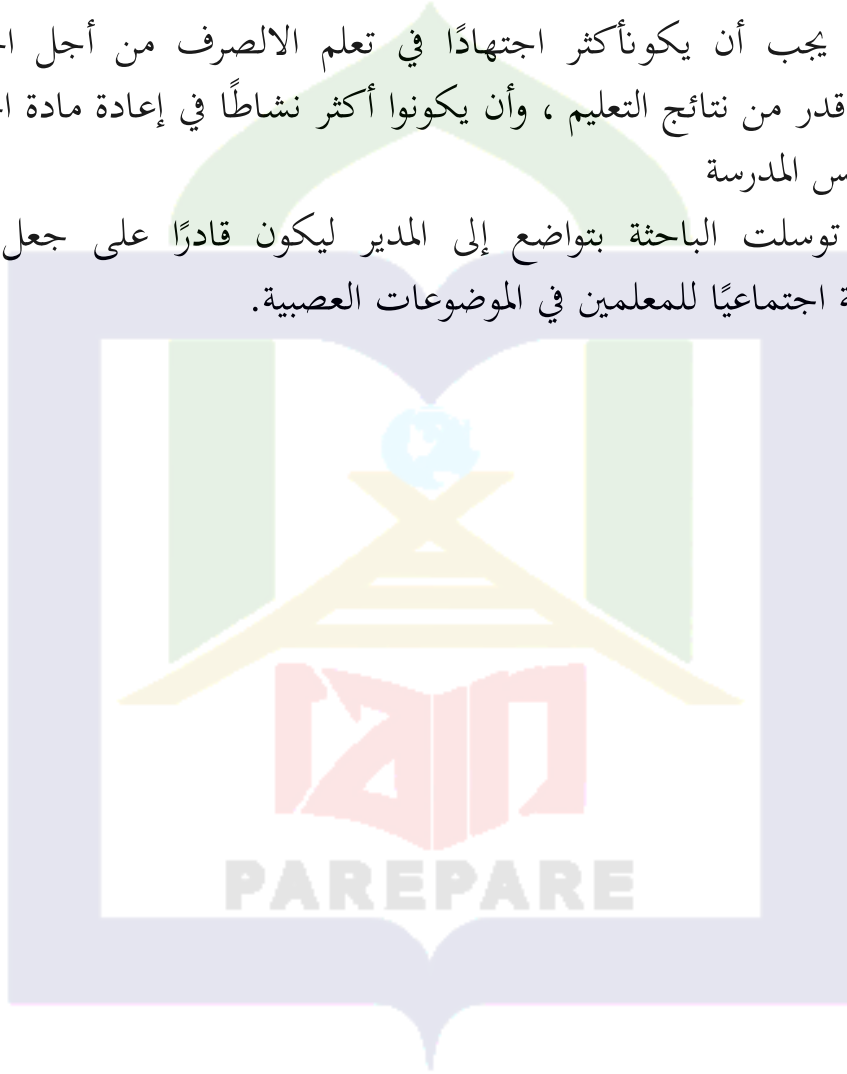 يجب أن يكونأكثر اجتهادًا في تعلم الالصرف من أجل
قدر من نتائج التعليم ، وأن يكونوا أكثر نشاطًا في إعادة مادة
المدرسة
توسلت الباحثة بتواضع إلى المدير ليكون قادرًا على جعل
اجتماعيًا للمعلمين في الموضوعات العصبية.
PAREPARE